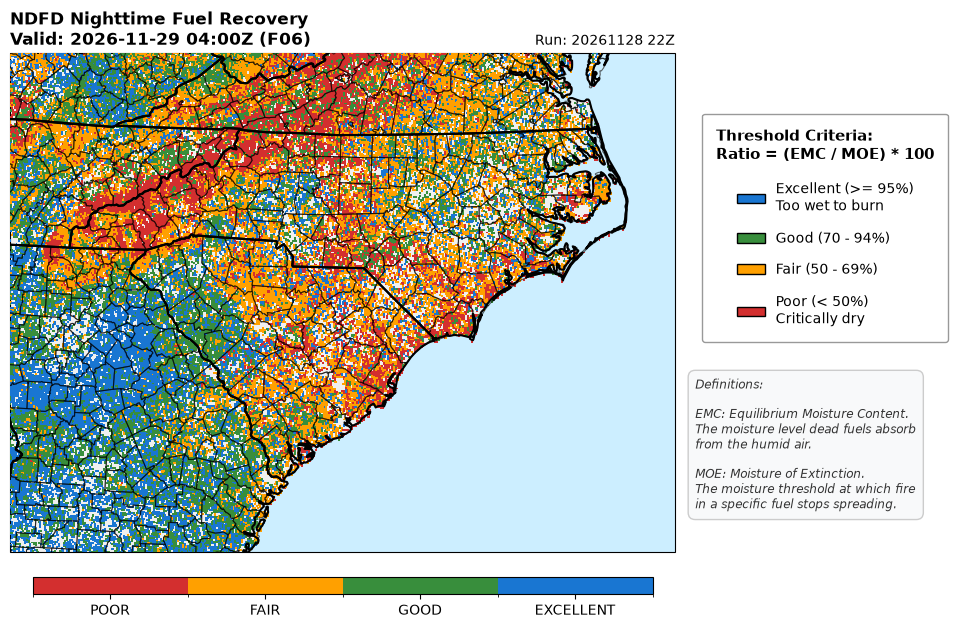 NDFD Nighttime Fuel Recovery
Valid: 2026-11-29 04:00Z (F06)
Run: 20261128 22Z
Threshold Criteria:
Ratio = (EMC / MOE) * 100
Excellent (>= 95%)
Too wet to burn
Good (70 - 94%)
Fair (50 - 69%)
Poor (< 50%)
Critically dry
Definitions:
EMC: Equilibrium Moisture Content.
The moisture level dead fuels absorb
from the humid air.
MOE: Moisture of Extinction.
The moisture threshold at which fire
in a specific fuel stops spreading.
POOR
FAIR
GOOD
EXCELLENT